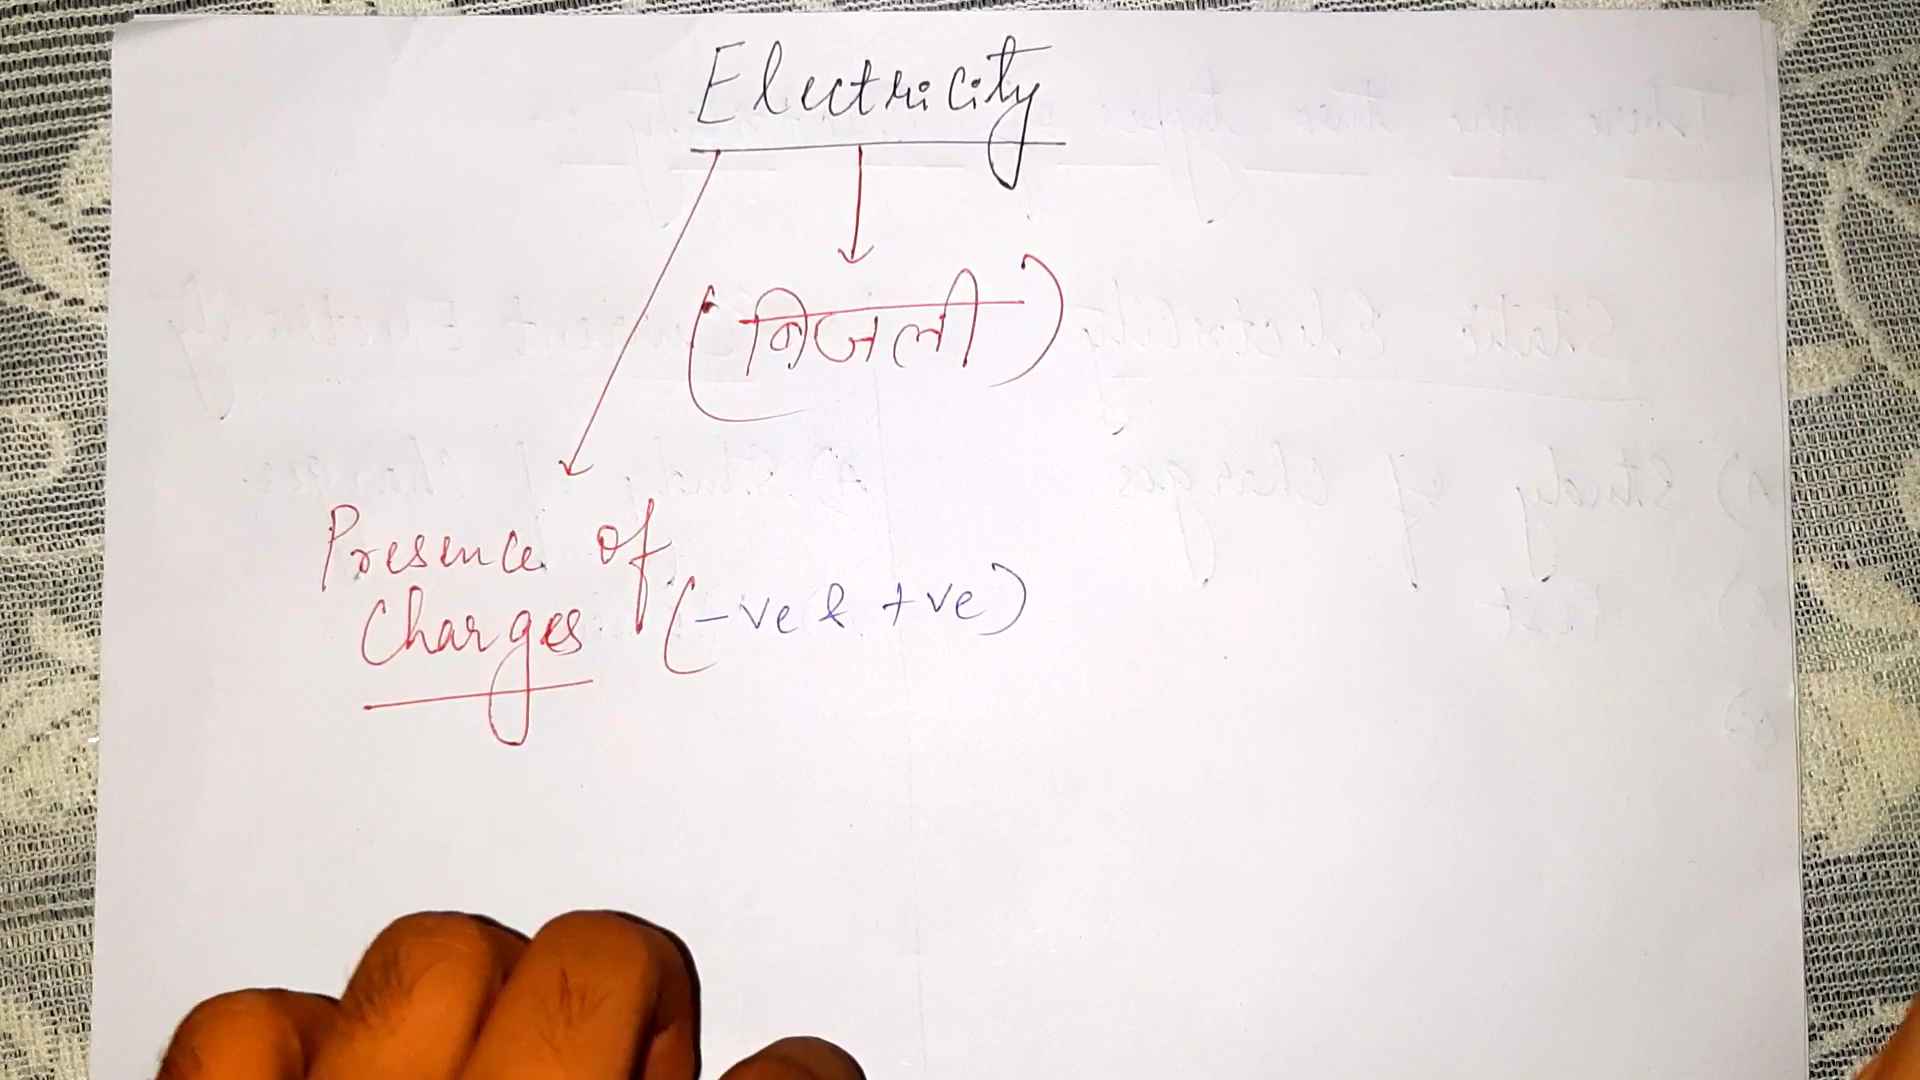 Electricity
(बिजली)
Presence of
Charges (-ve & +ve)